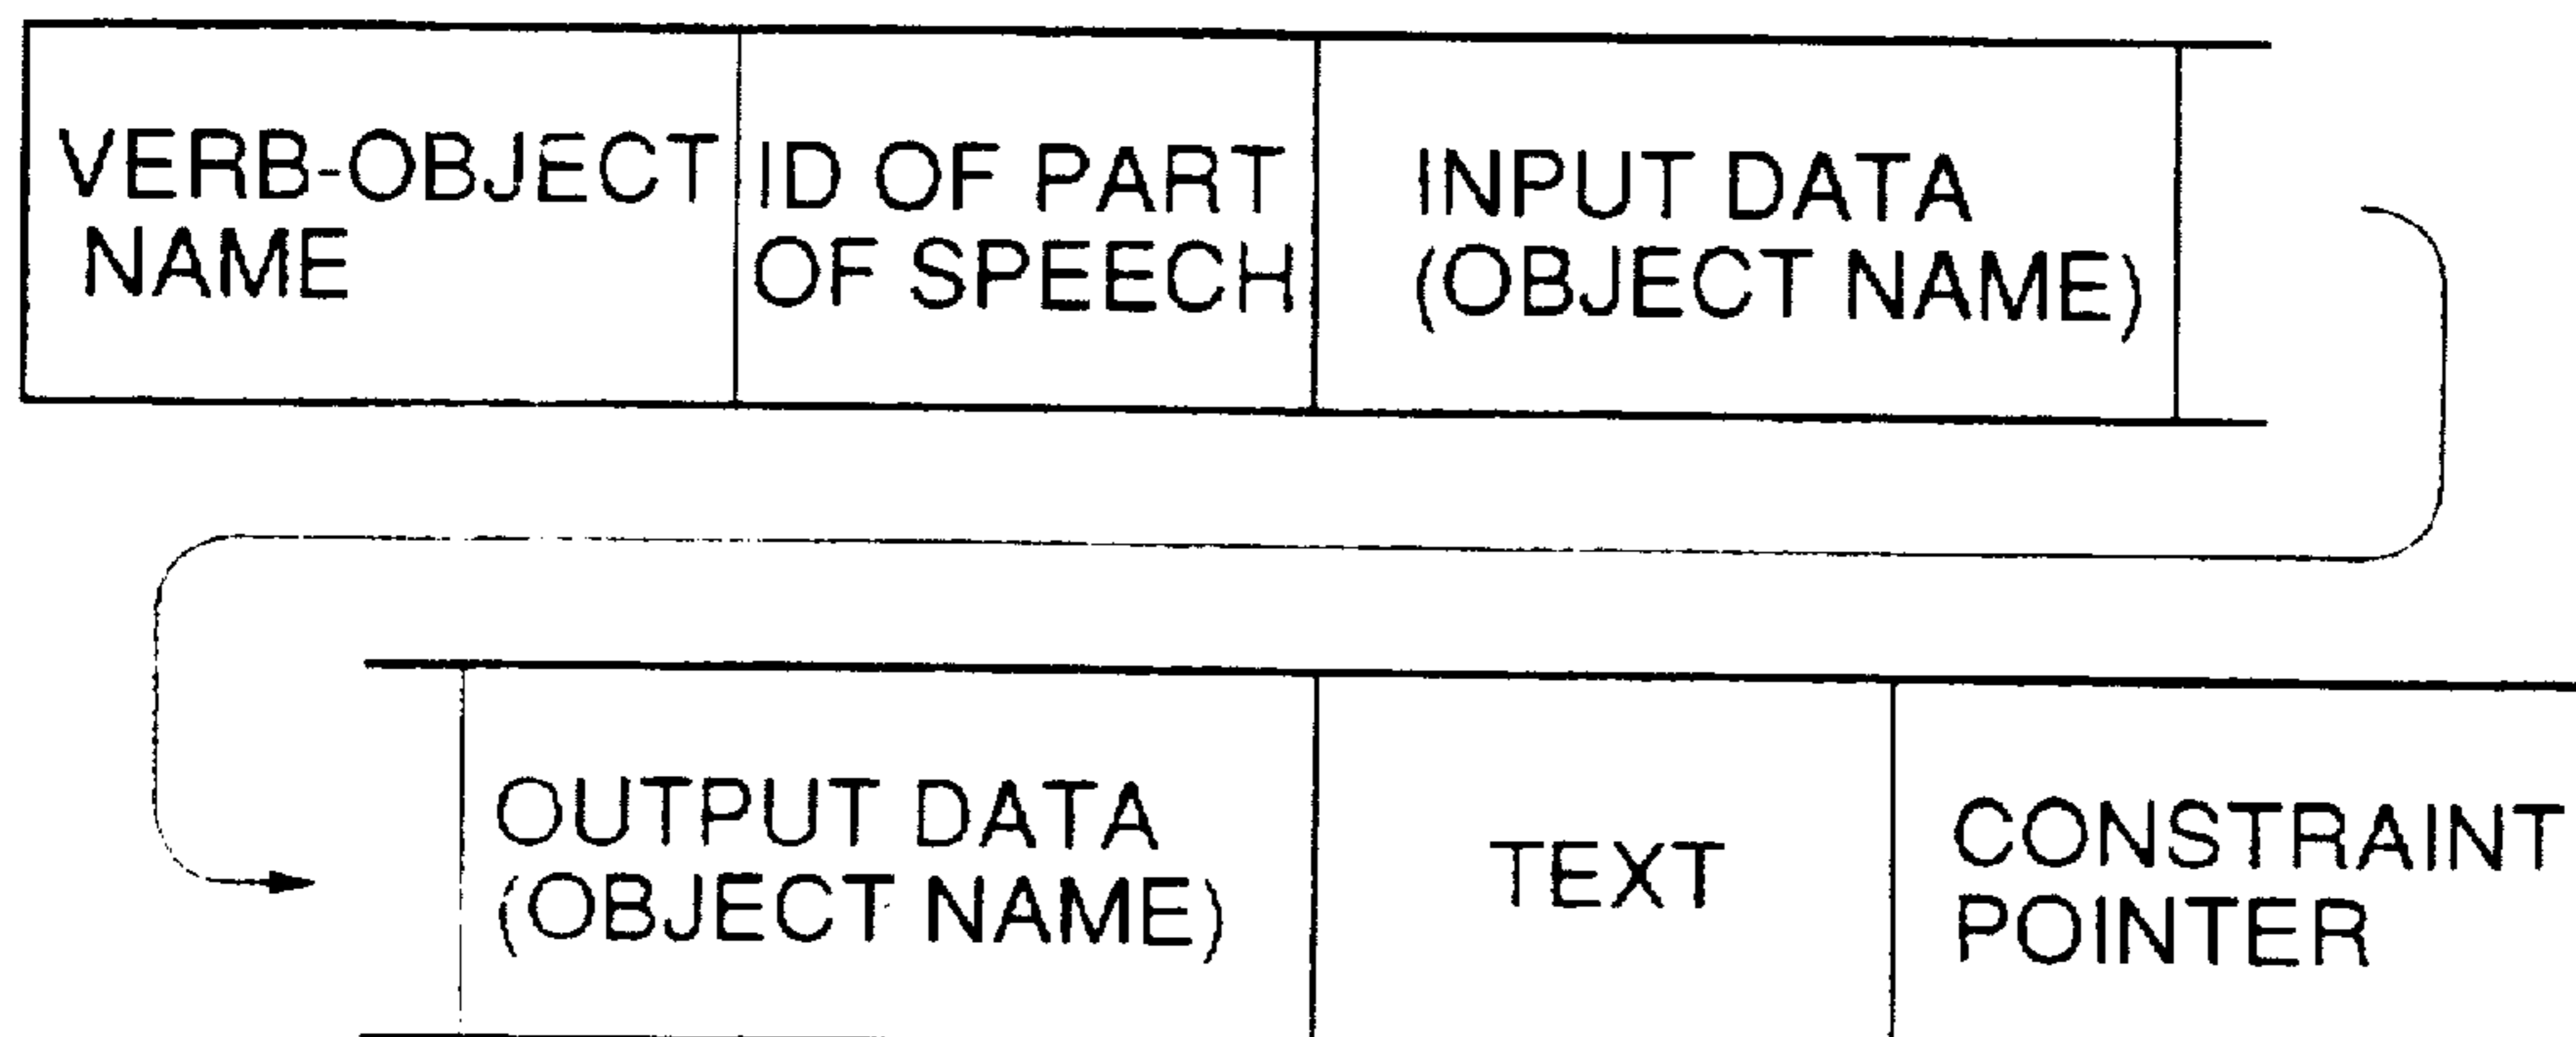 VERB-OBJECT
NAME
ID OF PART
OF SPEECH
INPUT DATA
(OBJECT NAME)
OUTPUT DATA
(OBJECT NAME)
TEXT
CONSTRAINT
POINTER